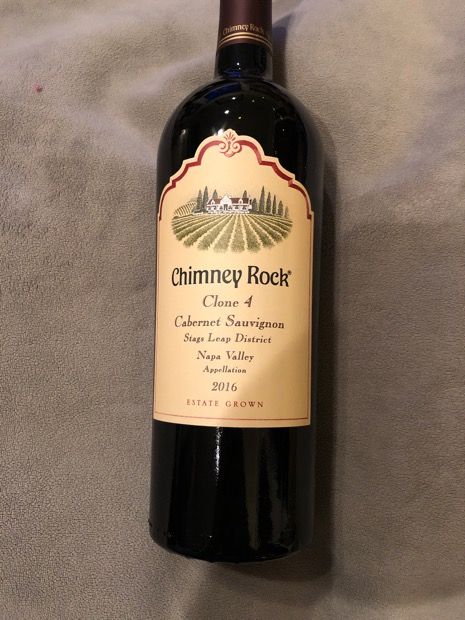 Chimney Rock
Chimney Rock®
Clone 4
Cabernet Sauvignon
Stags Leap District
Napa Valley
Appellation
2016
ESTATE GROWN